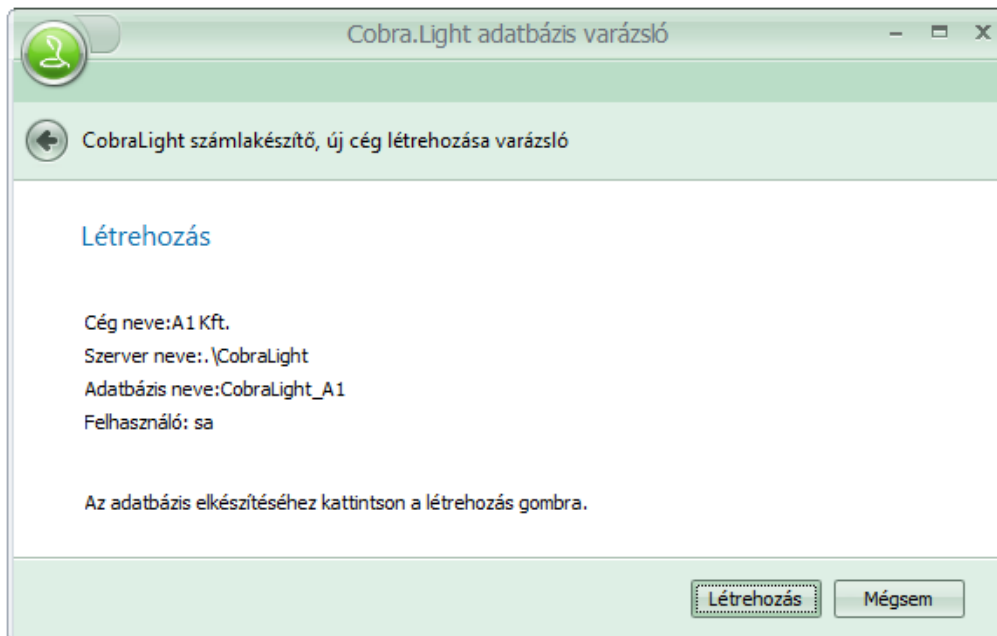 Cobra.Light adatbázis varázsló
CobraLight számlakészítő, új cég létrehozása varázsló
Létrehozás
Cég neve:A1 Kft.
Szerver neve:.\CobraLight
Adatbázis neve:CobraLight_A1
Felhasználó: sa
Az adatbázis elkészítéséhez kattintson a létrehozás gombra.
Létrehozás Mégsem